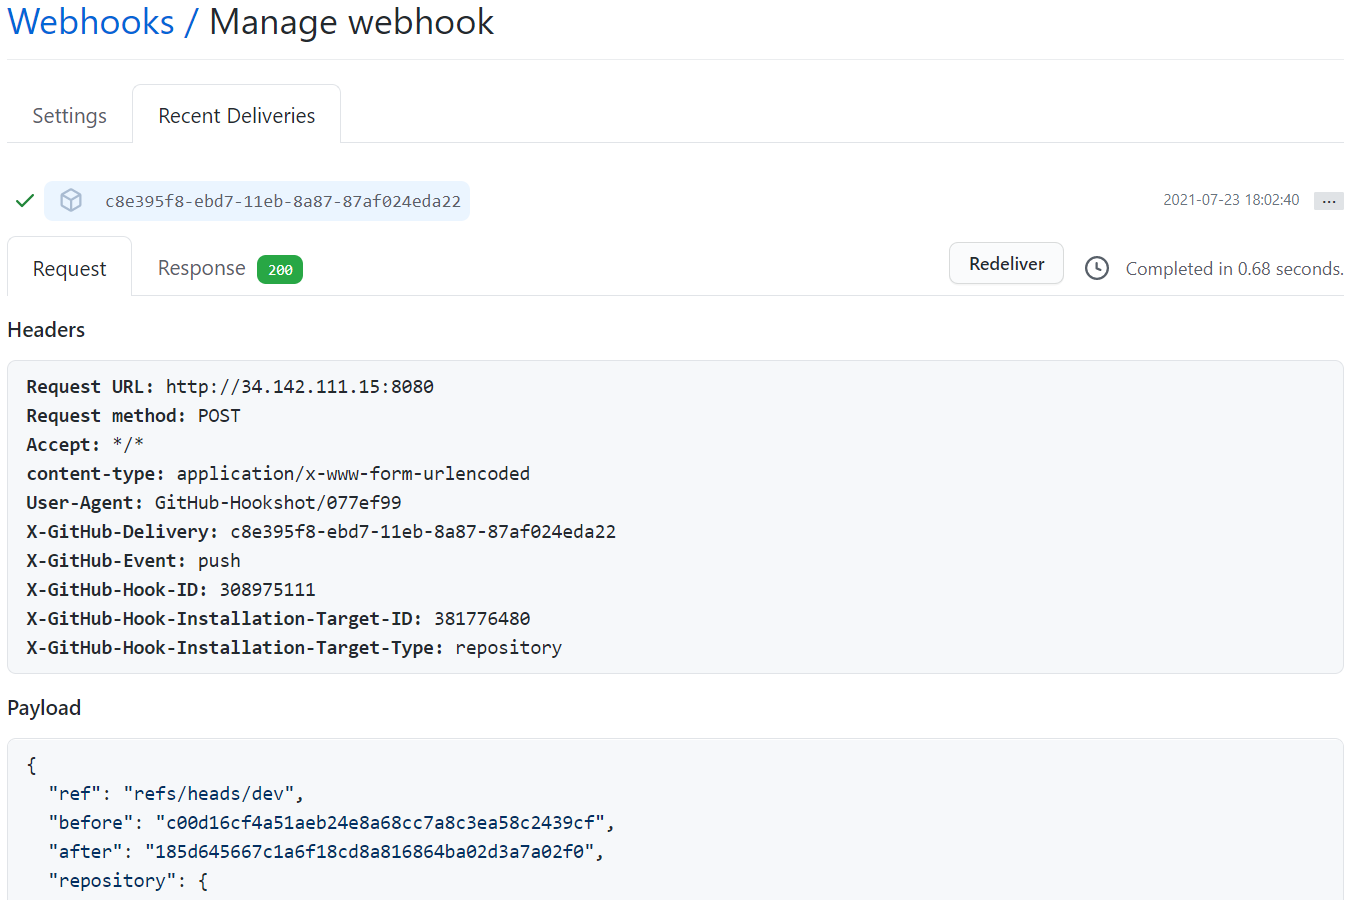 Webhooks / Manage webhook
Settings
Recent Deliveries
c8e395f8-ebd7-11eb-8a87-87af024eda22
2021-07-23 18:02:40
...
Request
Response 200
Redeliver
Completed in 0.68 seconds.
Headers
Request URL: http://34.142.111.15:8080
Request method: POST
Accept: */*
content-type: application/x-www-form-urlencoded
User-Agent: GitHub-Hookshot/077ef99
X-GitHub-Delivery: c8e395f8-ebd7-11eb-8a87-87af024eda22
X-GitHub-Event: push
X-GitHub-Hook-ID: 308975111
X-GitHub-Hook-Installation-Target-ID: 381776480
X-GitHub-Hook-Installation-Target-Type: repository
Payload
{
"ref": "refs/heads/dev",
"before": "c00d16cf4a51aeb24e8a68cc7a8c3ea58c2439cf",
"after": "185d645667c1a6f18cd8a816864ba02d3a7a02f0",
"repository": {